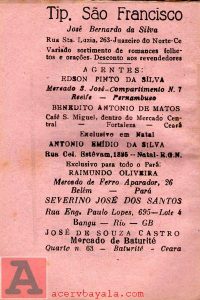 Tip. São Francisco
José Bernardo da Silva
Rua Sta. Luzia, 263-Juazeiro do Norte-Ce
Variado sortimento de romances folhe-
tos e orações. Desconto aos revendedores
AGENTES:
EDSON PINTO DA SILVA
Mercado S. José-Compartimento N. 7
Recife — Pernambuco
BENEDITO ANTONIO DE MATOS
Café S. Miguel, dentro do Mercado Cen-
tral — Fortaleza — Ceará
Exclusivo em Natal
ANTONIO EMÍDIO DA SILVA
Rua Cel. Estêvam, 1325 — Natal-R.G.N.
Exclusivo para todo o Pará:
RAIMUNDO OLIVEIRA
Mercado de Ferro Aparador, 26
Belém — Pará
SEVERINO JOSÉ DOS SANTOS
Rua Eng. Paulo Lopes, 695—Lote 4
Bangu — Rio — GB
JOSÉ DE SOUZA CASTRO
Mercado de Baturité
Quarto n. 63 — Baturité - Ceara
A
acervbayala.com